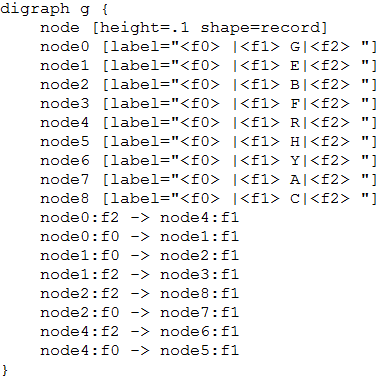 digraph g {
    node [height=.1 shape=record]
    node0 [label="<f0> |<f1> G|<f2> "]
    node1 [label="<f0> |<f1> E|<f2> "]
    node2 [label="<f0> |<f1> B|<f2> "]
    node3 [label="<f0> |<f1> F|<f2> "]
    node4 [label="<f0> |<f1> R|<f2> "]
    node5 [label="<f0> |<f1> H|<f2> "]
    node6 [label="<f0> |<f1> Y|<f2> "]
    node7 [label="<f0> |<f1> A|<f2> "]
    node8 [label="<f0> |<f1> C|<f2> "]
    node0:f2 -> node4:f1
    node0:f0 -> node1:f1
    node1:f0 -> node2:f1
    node1:f2 -> node3:f1
    node2:f2 -> node8:f1
    node2:f0 -> node7:f1
    node4:f2 -> node6:f1
    node4:f0 -> node5:f1
}